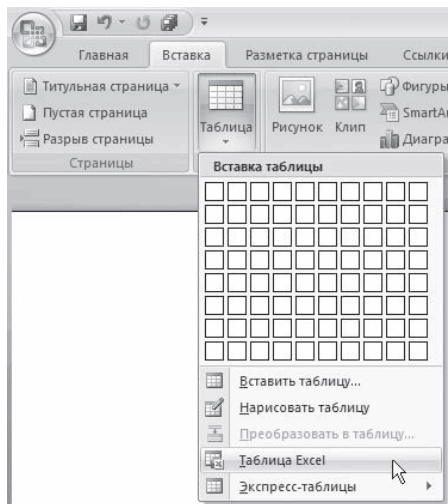 Главная Вставка Разметка страницы Ссылки
Титульная страница
Пустая страница
Разрыв страницы
Страницы
Таблица
Рисунок
Клип
Фигуры
SmartAr
Диагра
Вставка таблицы
Вставить таблицу...
Нарисовать таблицу
Преобразовать в таблицу...
Таблица Excel
Экспресс-таблицы